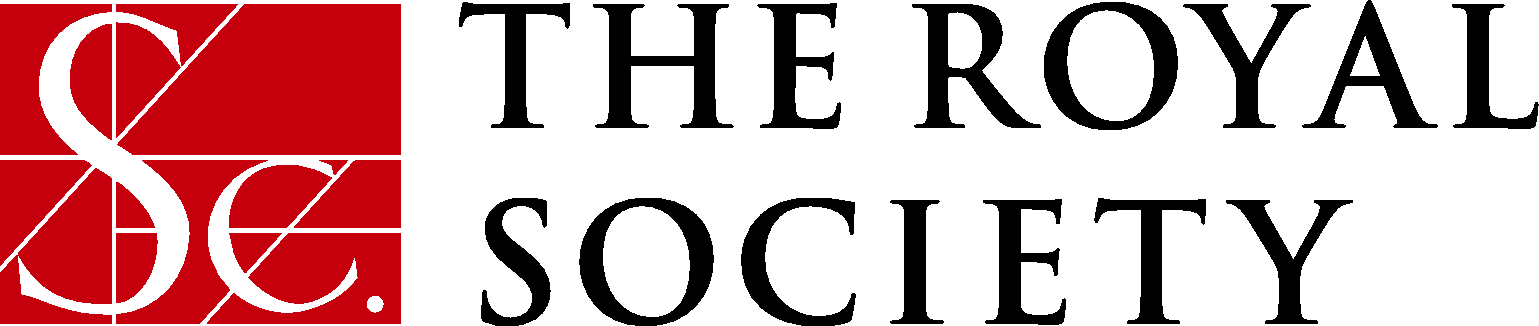 Sc.
THE ROYAL
SOCIETY